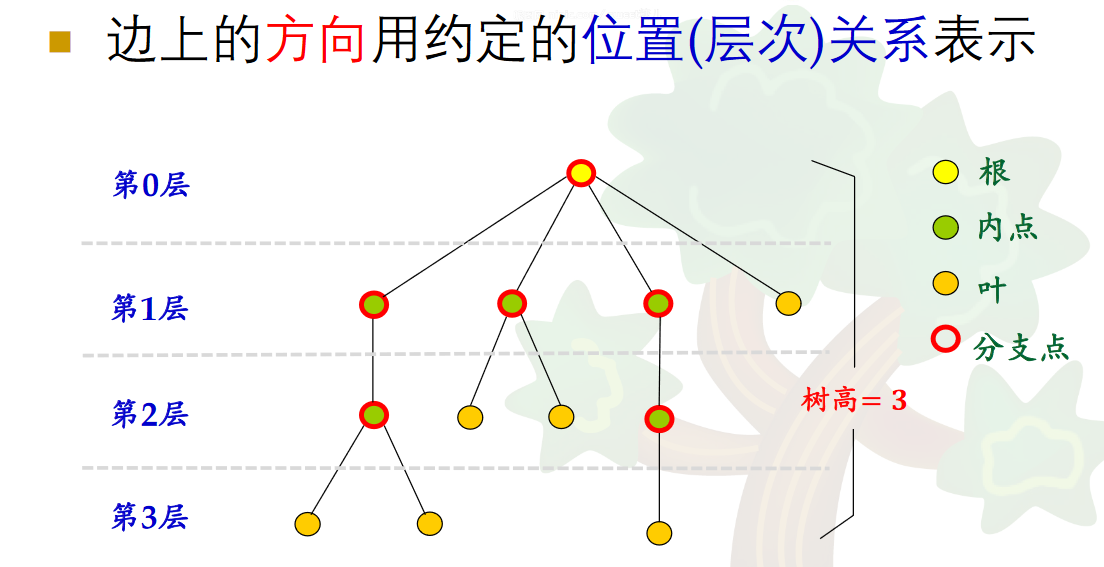 边上的方向用约定的位置(层次)关系表示
第0层
根
内点
第1层
叶
分支点
第2层
树高= 3
第3层